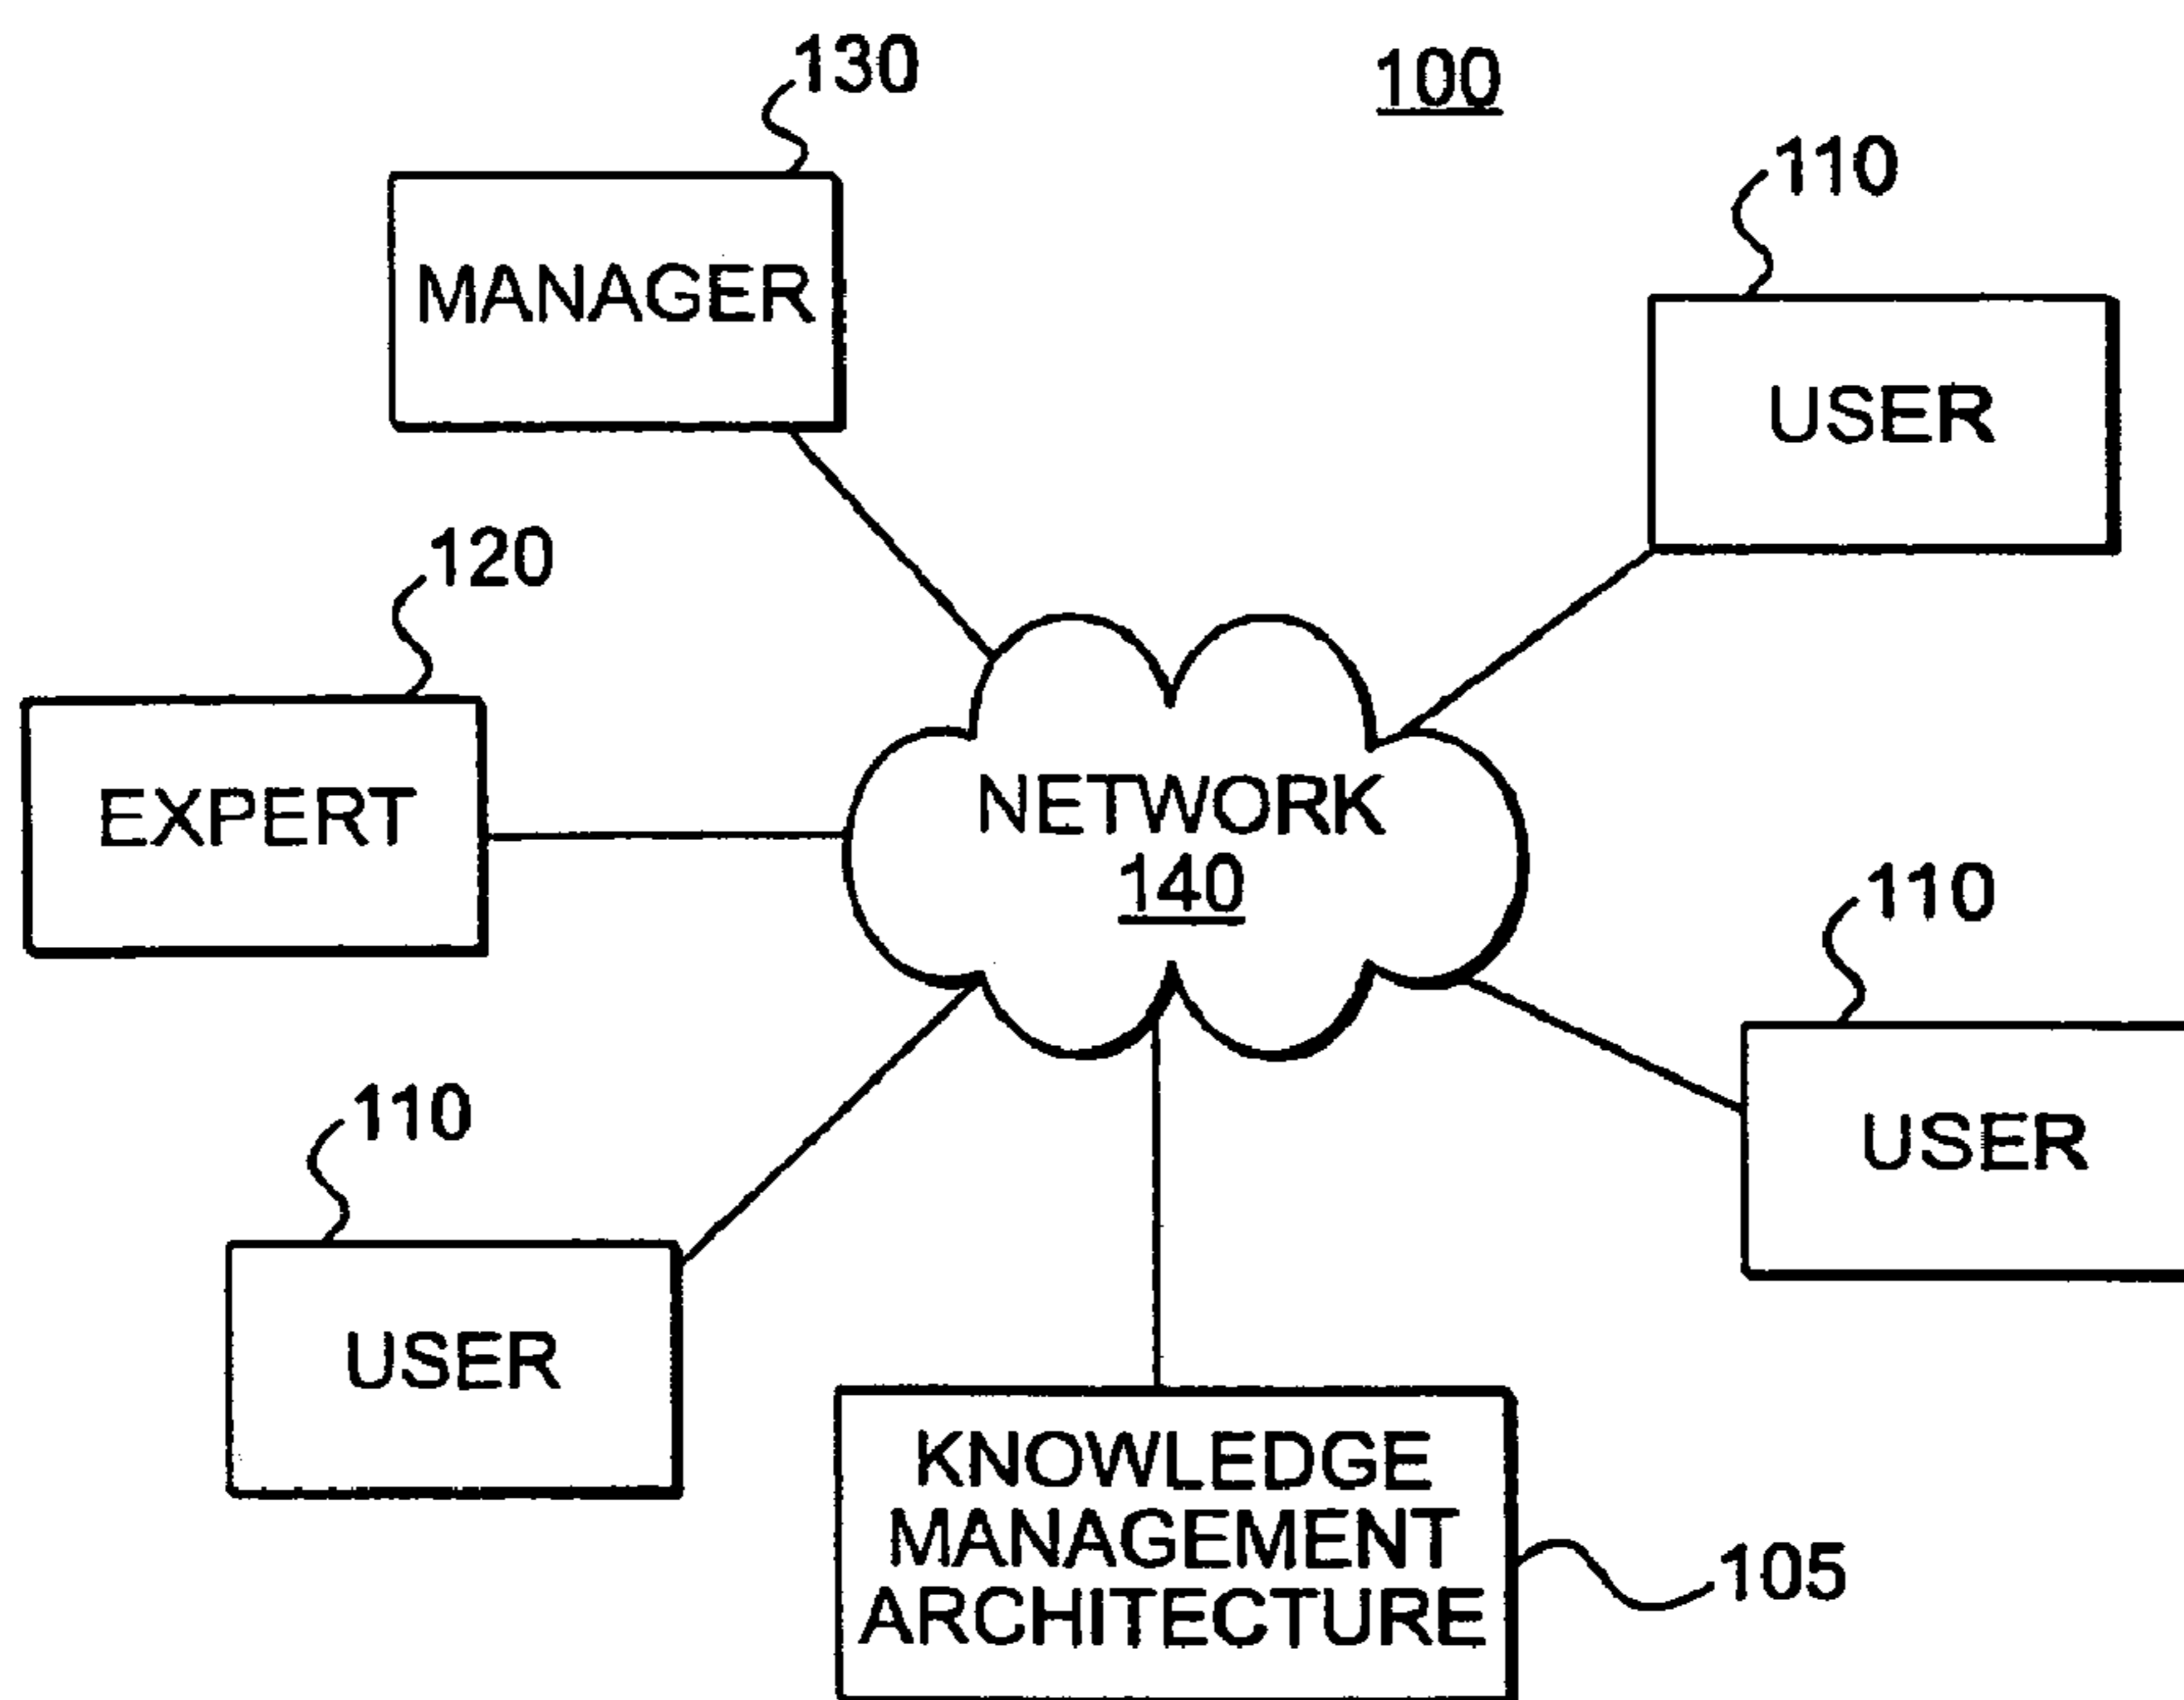 130
100
110
MANAGER
USER
120
EXPERT
NETWORK
140
110
110
USER
USER
KNOWLEDGE
MANAGEMENT
ARCHITECTURE
105